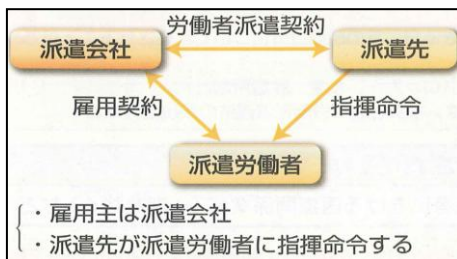 労働者派遣契約
派遣会社
派遣先
雇用契約
指揮命令
派遣労働者
・雇用主は派遣会社
・派遣先が派遣労働者に指揮命令する